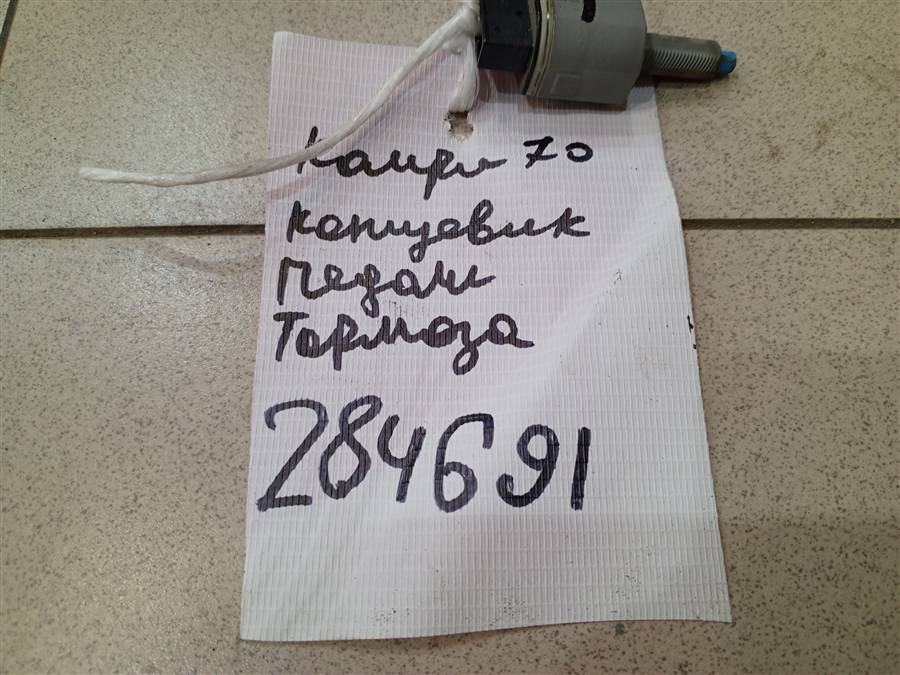 Камри 70
Концевик
Педали
Тормоза
284691